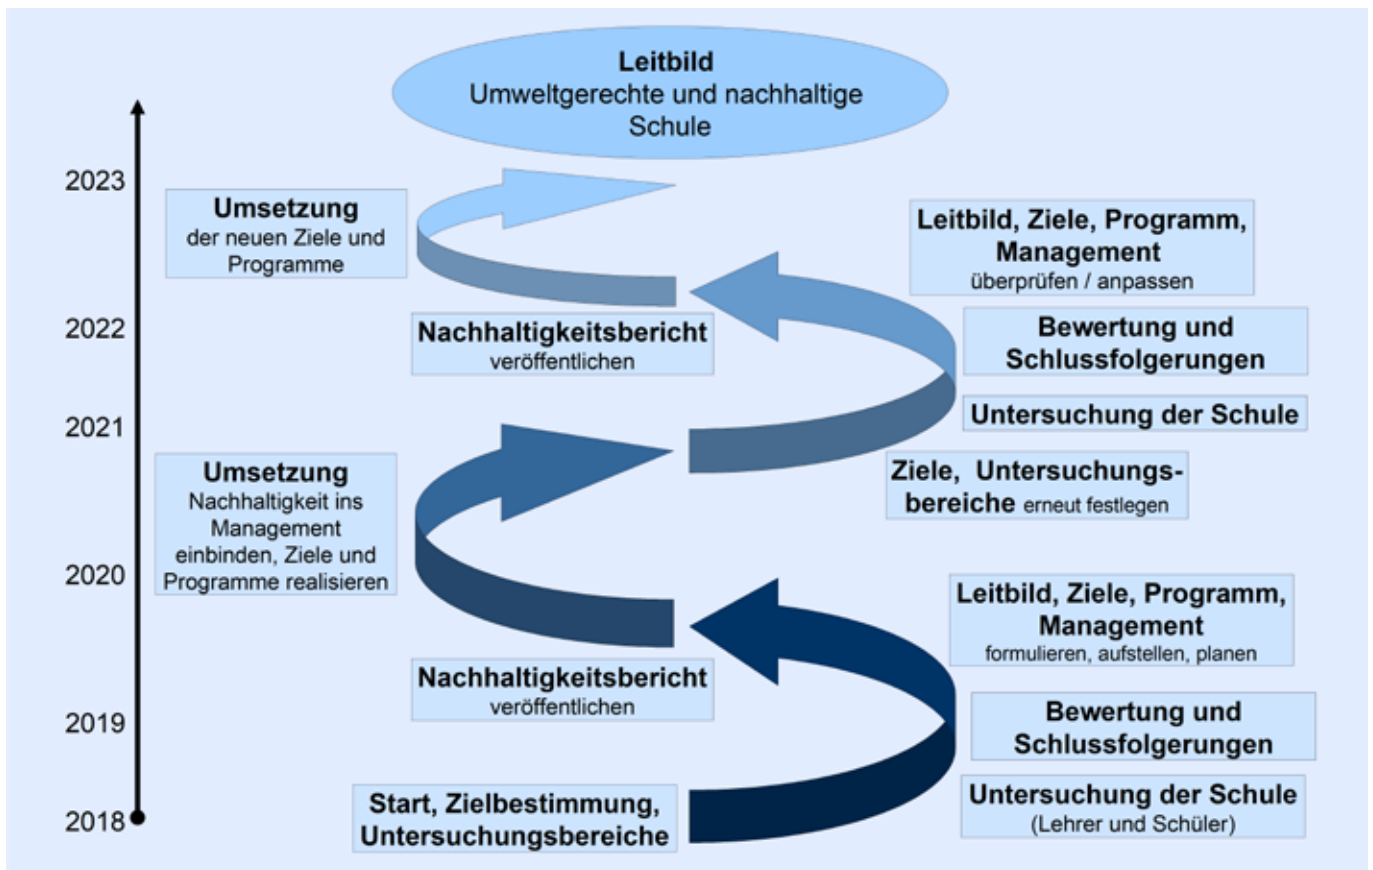 Leitbild
Umweltgerechte und nachhaltige
Schule
2023
Umsetzung
der neuen Ziele und
Programme
Leitbild, Ziele, Programm,
Management
überprüfen / anpassen
2022
Nachhaltigkeitsbericht
veröffentlichen
Bewertung und
Schlussfolgerungen
2021
Untersuchung der Schule
Umsetzung
Nachhaltigkeit ins
Management
einbinden, Ziele und
Programme realisieren
Ziele, Untersuchungs-
bereiche erneut festlegen
2020
Leitbild, Ziele, Programm,
Management
formulieren, aufstellen, planen
Nachhaltigkeitsbericht
veröffentlichen
2019
Bewertung und
Schlussfolgerungen
2018
Start, Zielbestimmung,
Untersuchungsbereiche
Untersuchung der Schule
(Lehrer und Schüler)